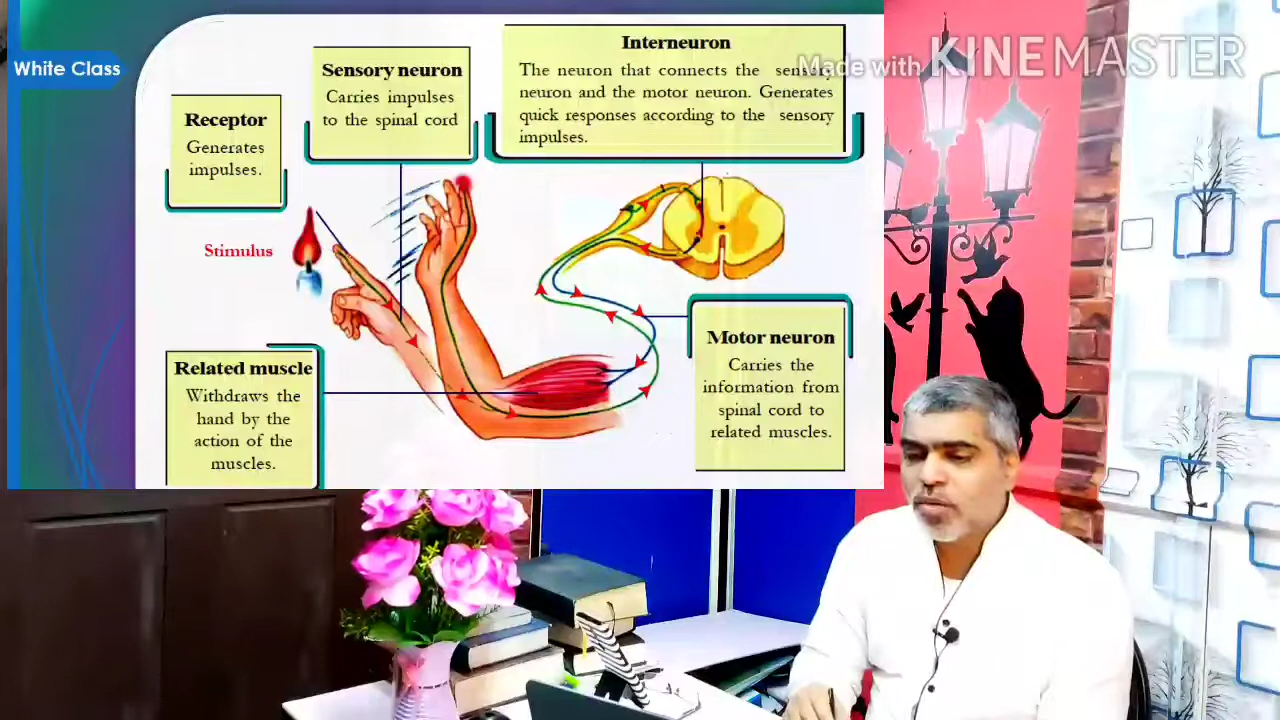 White Class
Made with KINEMASTER
Interneuron
The neuron that connects the sensory
neuron and the motor neuron. Generates
quick responses according to the sensory
impulses.
Sensory neuron
Carries impulses
to the spinal cord
Receptor
Generates
impulses.
Stimulus
Related muscle
Withdraws the
hand by the
action of the
muscles.
Motor neuron
Carries the
information from
spinal cord to
related muscles.